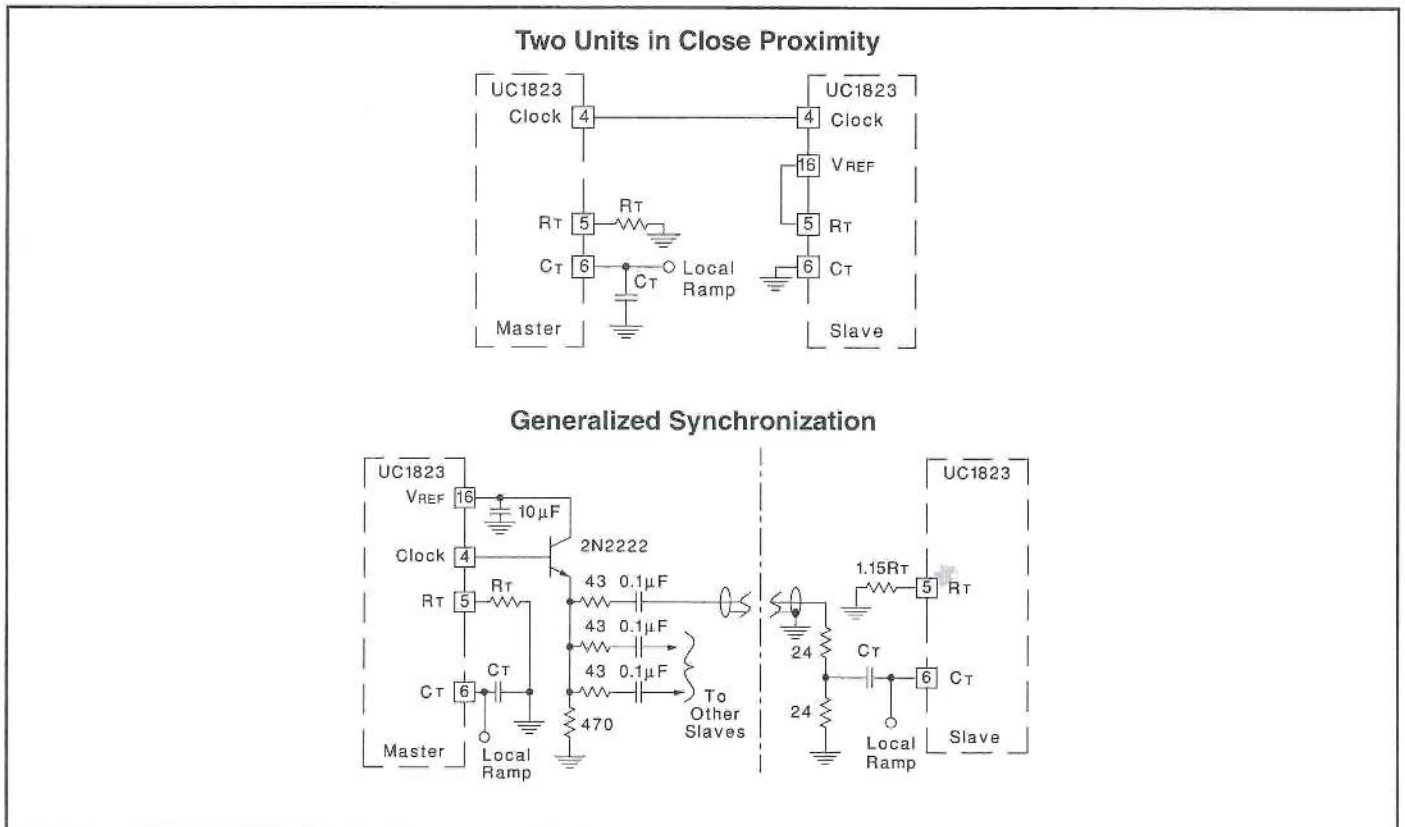 Two Units in Close Proximity
UC1823
Clock 4
RT 5
RT
CT 6
CT
Local
Ramp
Master
UC1823
4 Clock
16 VREF
5 RT
6 CT
Slave
Generalized Synchronization
UC1823
VREF 16
10µF
Clock 4
2N2222
RT 5
RT
43 0.1µF
43 0.1µF
43 0.1µF
To
Other
Slaves
CT 6
CT
470
Master
Local
Ramp
UC1823
1.15RT
5 RT
24
CT
6 CT
24
Local
Ramp
Slave